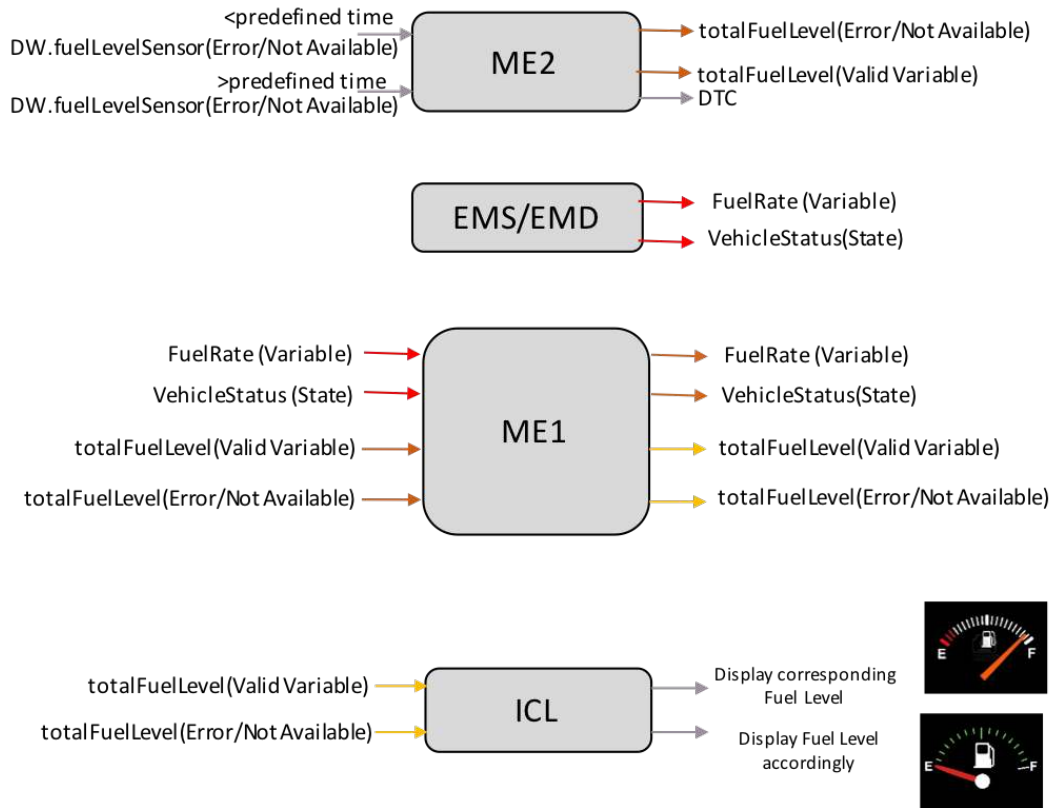 <predefined time
DW.fuelLevelSensor(Error/Not Available)
>predefined time
DW.fuelLevelSensor(Error/Not Available)
ME2
totalFuelLevel(Error/Not Available)
totalFuelLevel(Valid Variable)
DTC
EMS/EMD
FuelRate (Variable)
VehicleStatus(State)
FuelRate (Variable)
VehicleStatus (State)
totalFuelLevel(Valid Variable)
totalFuelLevel(Error/Not Available)
ME1
FuelRate (Variable)
VehicleStatus(State)
totalFuelLevel(Valid Variable)
totalFuelLevel(Error/Not Available)
totalFuelLevel(Valid Variable)
totalFuelLevel(Error/Not Available)
ICL
Display corresponding
Fuel Level
Display Fuel Level
accordingly
E F
E F